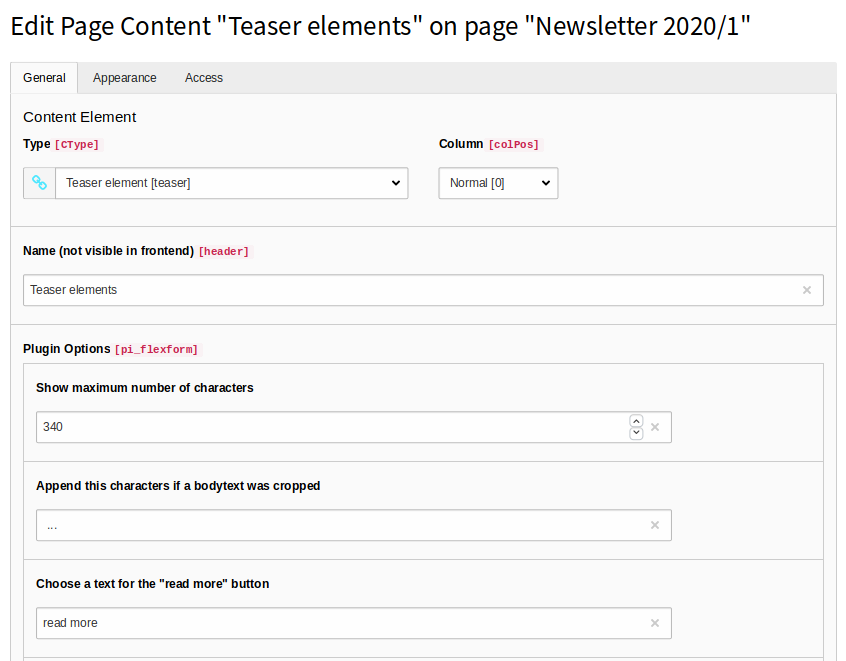 Edit Page Content "Teaser elements" on page "Newsletter 2020/1"
General Appearance Access
Content Element
Type [CType] Column [colPos]
Teaser element [teaser] Normal [0]
Name (not visible in frontend) [header]
Teaser elements
Plugin Options [pi_flexform]
Show maximum number of characters
340
Append this characters if a bodytext was cropped
...
Choose a text for the "read more" button
read more